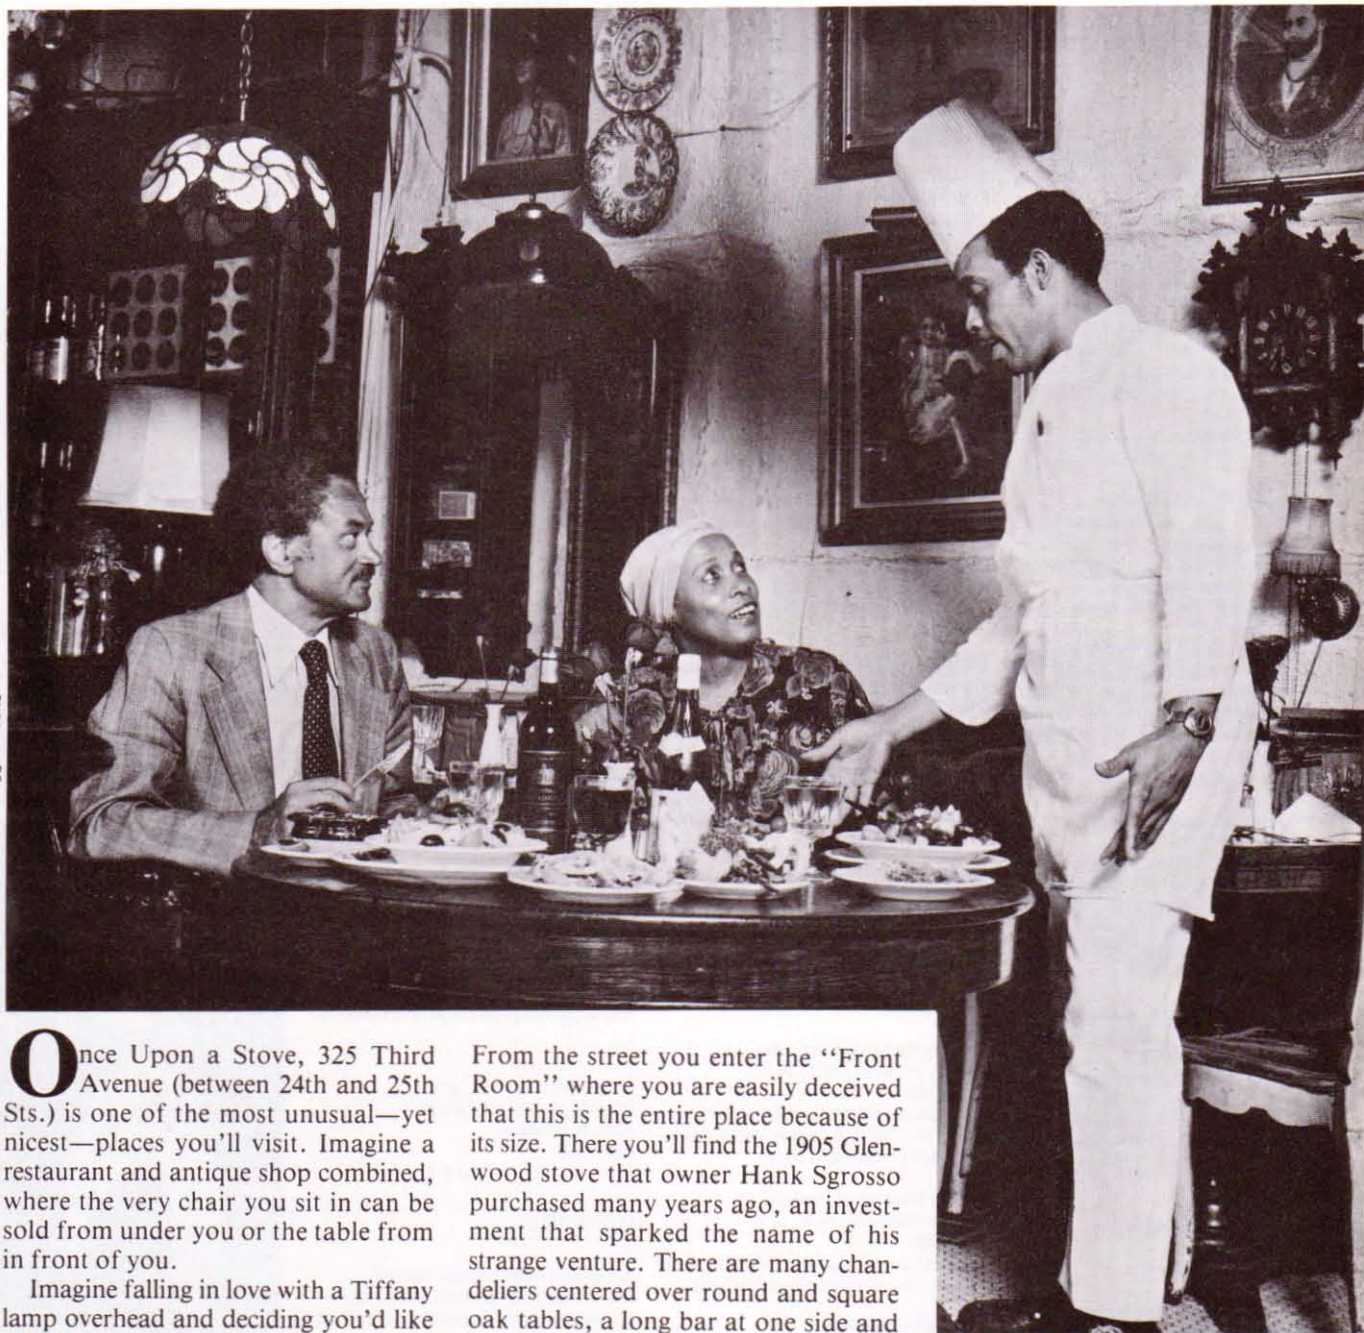 Once Upon a Stove, 325 Third
Avenue (between 24th and 25th
Sts.) is one of the most unusual—yet
nicest—places you'll visit. Imagine a
restaurant and antique shop combined,
where the very chair you sit in can be
sold from under you or the table from
in front of you.
Imagine falling in love with a Tiffany
lamp overhead and deciding you'd like
From the street you enter the “Front
Room” where you are easily deceived
that this is the entire place because of
its size. There you'll find the 1905 Glen-
wood stove that owner Hank Sgrosso
purchased many years ago, an invest-
ment that sparked the name of his
strange venture. There are many chan-
deliers centered over round and square
oak tables, a long bar at one side and